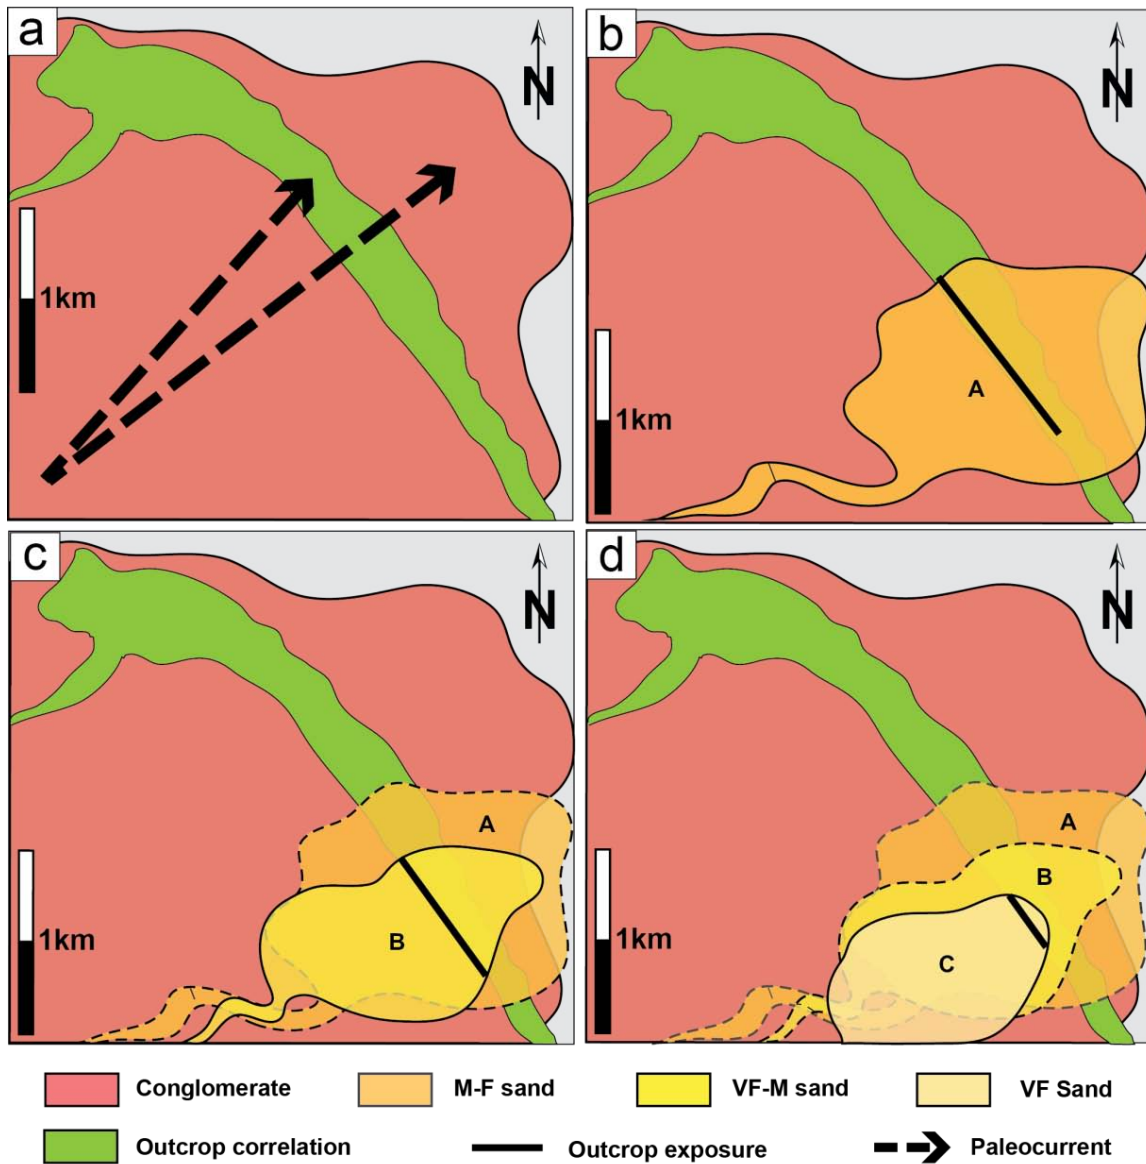 a
N
1km
b
N
1km
A
c
N
1km
A
B
d
N
1km
A
B
C
Conglomerate
M-F sand
VF-M sand
VF Sand
Outcrop correlation
Outcrop exposure
Paleocurrent